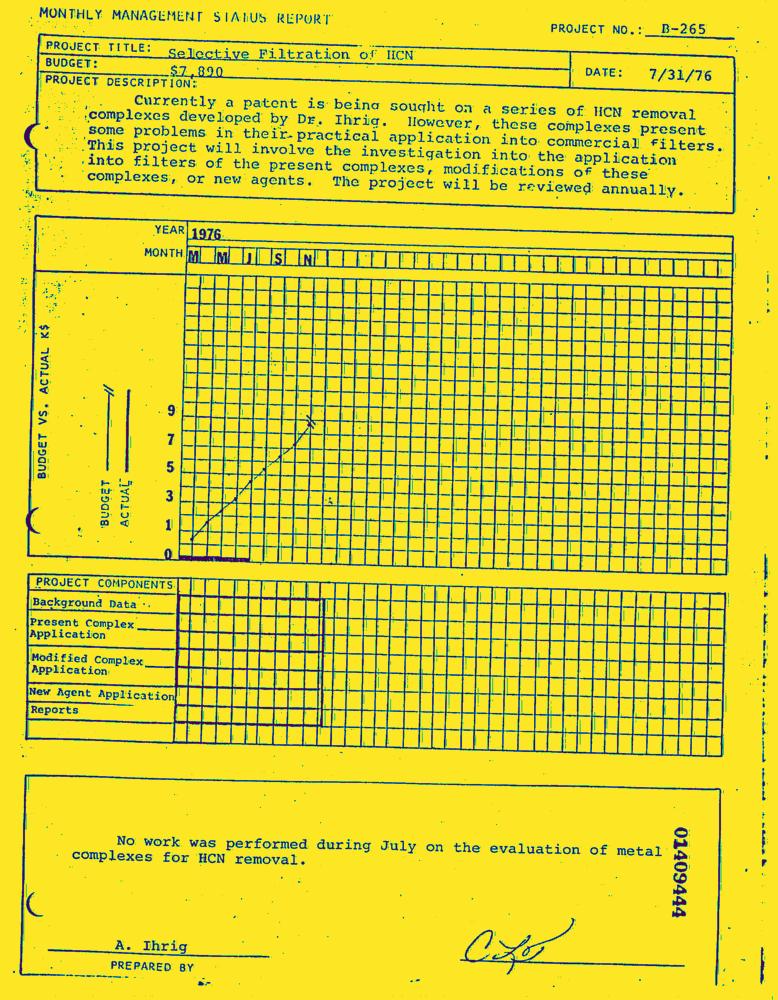 MONTHLY MANAGEMENT STATUS REPORT
PROJECT NO.: B-265
PROJECT TITLE: Selective Filtration of HCN
BUDGET: $7,890
DATE: 7/31/76
PROJECT DESCRIPTION:
Currently a patent is being sought on a series of HCN removal
complexes developed by Dr. Ihrig. However, these complexes present
some problems in their practical application into commercial filters.
This project will involve the investigation into the application
into filters of the present complexes, modifications of these
complexes, or new agents. The project will be reviewed annually.
YEAR 1976
MONTH M M J S N
BUDGET VS. ACTUAL K$
BUDGET
ACTUAL
9
7
5
3
1
0
PROJECT COMPONENTS
Background Data
Present Complex
Application
Modified Complex
Application
New Agent Application
Reports
No work was performed during July on the evaluation of metal
complexes for HCN removal.
01409444
A. Ihrig
PREPARED BY